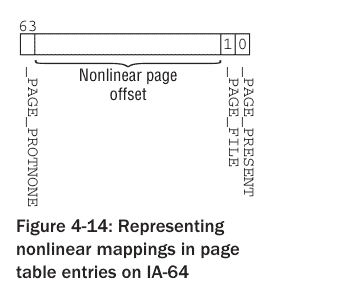 63
1 0
Nonlinear page
offset
_PAGE_PROTNONE
_PAGE_FILE
_PAGE_PRESENT
Figure 4-14: Representing
nonlinear mappings in page
table entries on IA-64